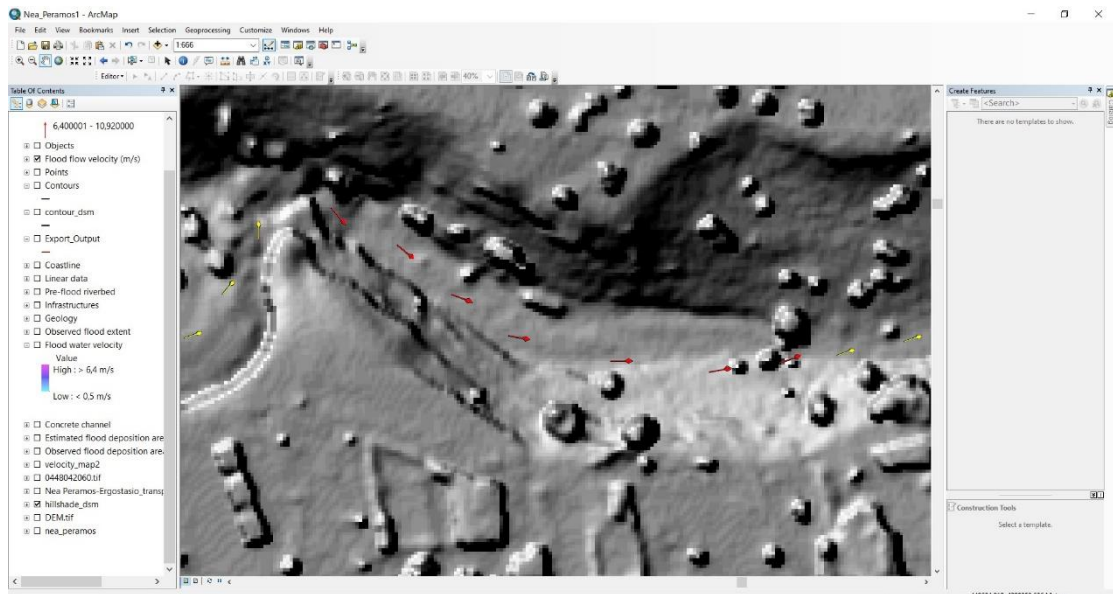 Nea_Peramos1 - ArcMap
File Edit View Bookmarks Insert Selection Geoprocessing Customize Windows Help
1:666
Editor
40%
Table Of Contents
6,400001 - 10,920000
Objects
Flood flow velocity (m/s)
Points
Contours
contour_dsm
Export_Output
Coastline
Linear data
Pre-flood riverbed
Infrastructures
Geology
Observed flood extent
Flood water velocity
Value
High : > 6,4 m/s
Low : < 0,5 m/s
Concrete channel
Estimated flood deposition are
Observed flood deposition area
velocity_map2
0448042060.tif
Nea Peramos-Ergostasio_transp
hillshade_dsm
DEM.tif
nea_peramos
Create Features
<Search>
There are no templates to show.
Catalog
Construction Tools
Select a template.